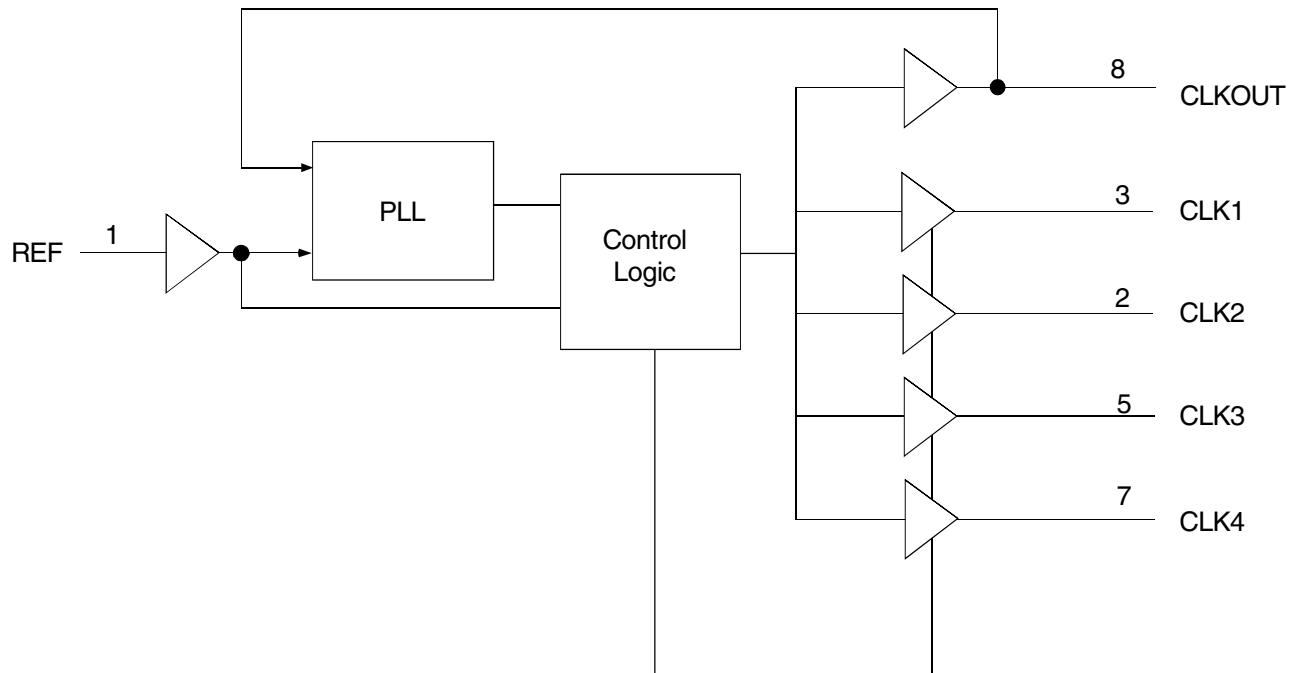 8
CLKOUT
PLL
3
CLK1
REF
1
Control
Logic
2
CLK2
5
CLK3
7
CLK4